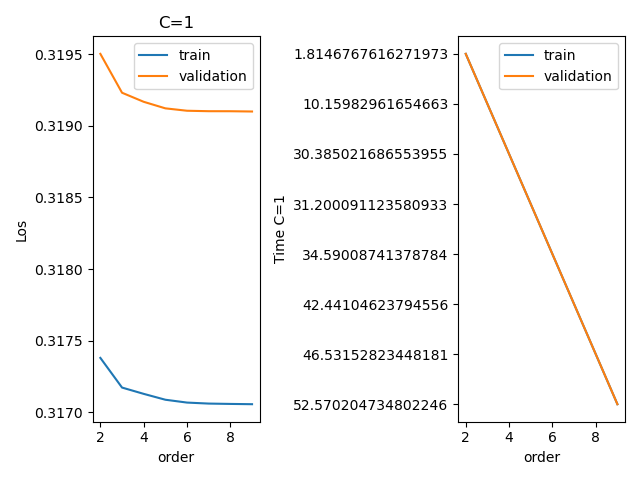 C=1
train
validation
0.3195
0.3190
0.3185
0.3180
0.3175
0.3170
Los
2 4 6 8
order
train
validation
1.8146767616271973
10.15982961654663
30.385021686553955
31.200091123580933
34.59008741378784
42.44104623794556
46.53152823448181
52.570204734802246
Time C=1
2 4 6 8
order